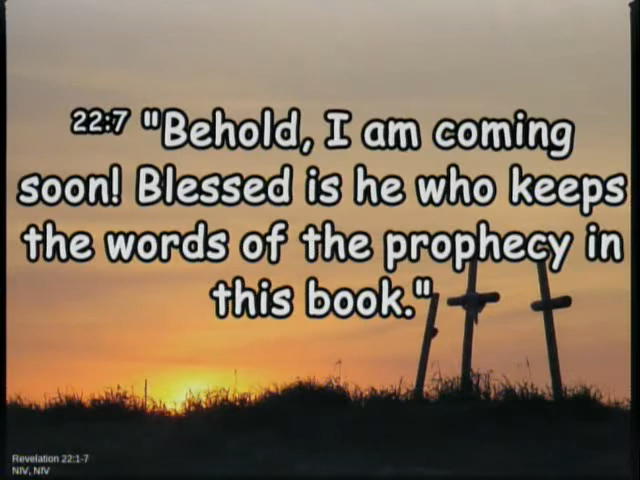 22:7 "Behold, I am coming
soon! Blessed is he who keeps
the words of the prophecy in
this book."
Revelation 22:1-7
NIV, NIV